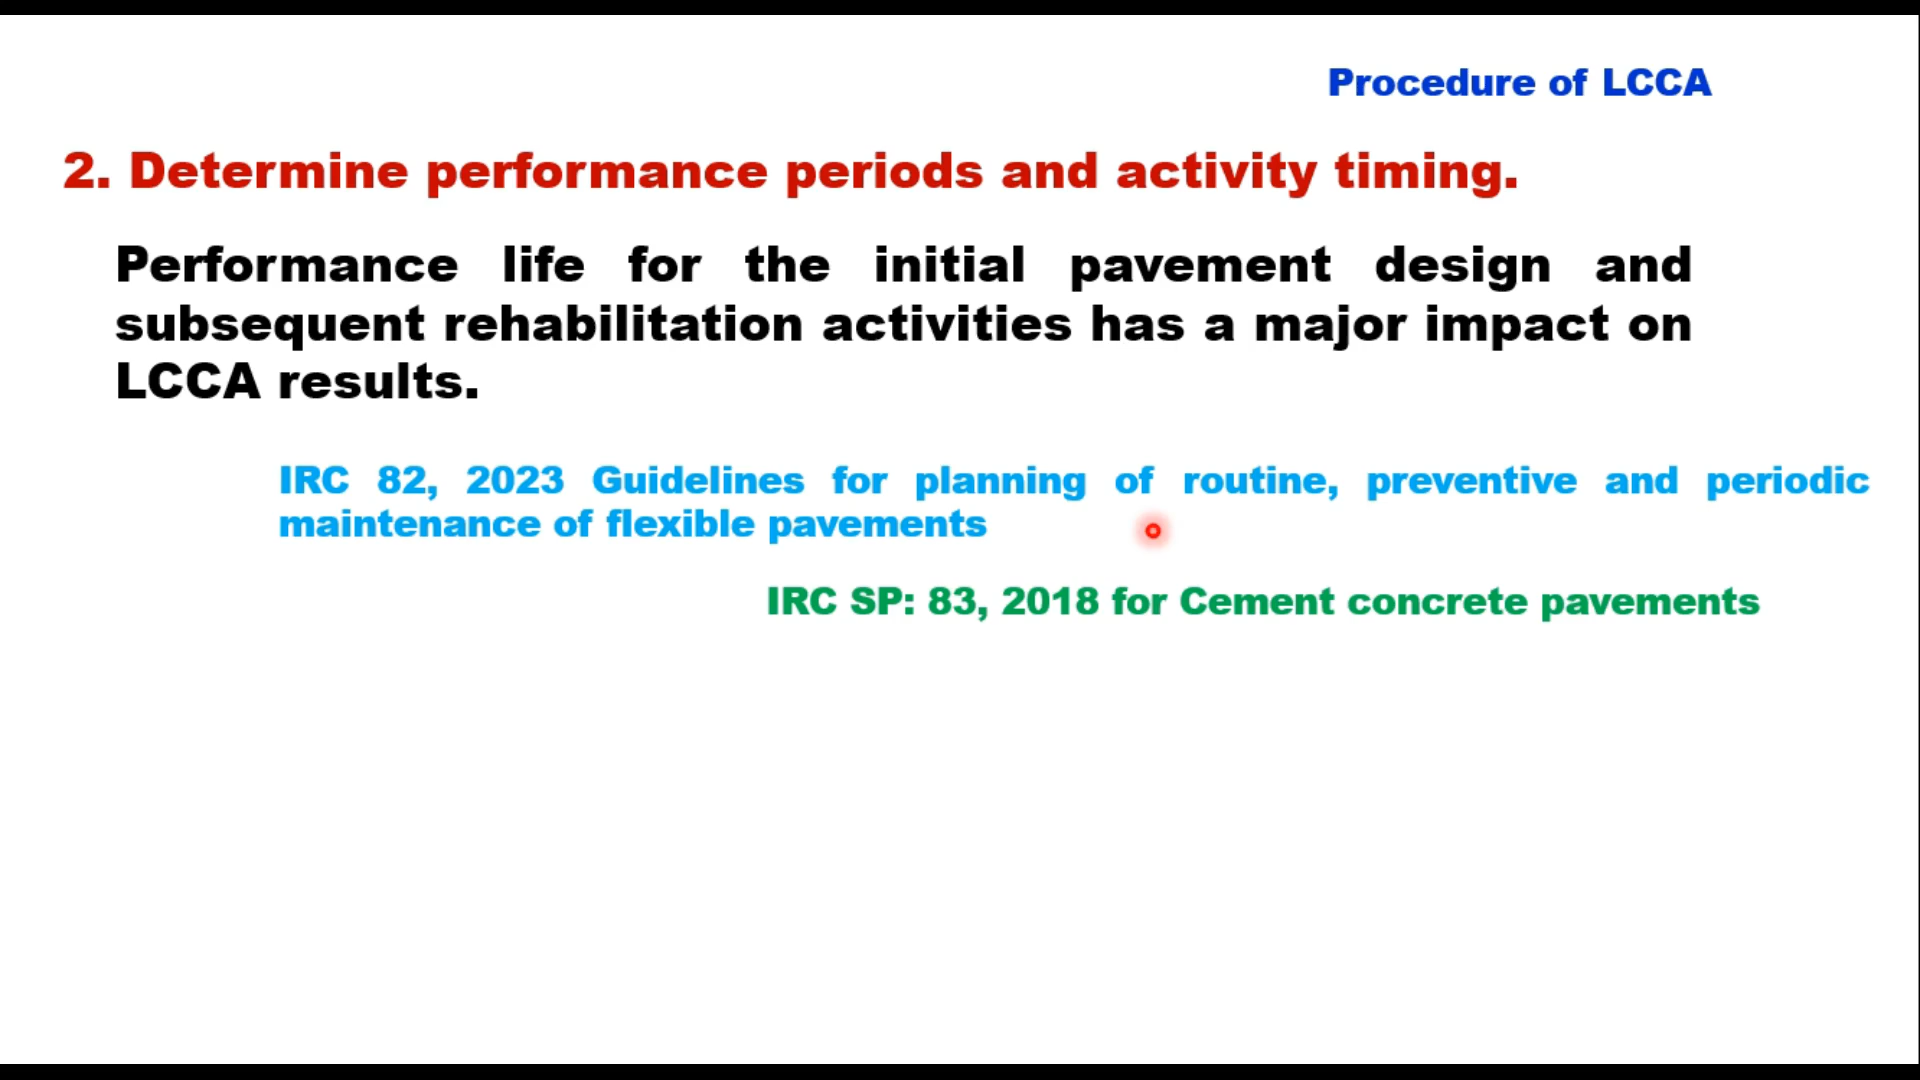 Procedure of LCCA
2. Determine performance periods and activity timing.
Performance life for the initial pavement design and
subsequent rehabilitation activities has a major impact on
LCCA results.
IRC 82, 2023 Guidelines for planning of routine, preventive and periodic
maintenance of flexible pavements
IRC SP: 83, 2018 for Cement concrete pavements